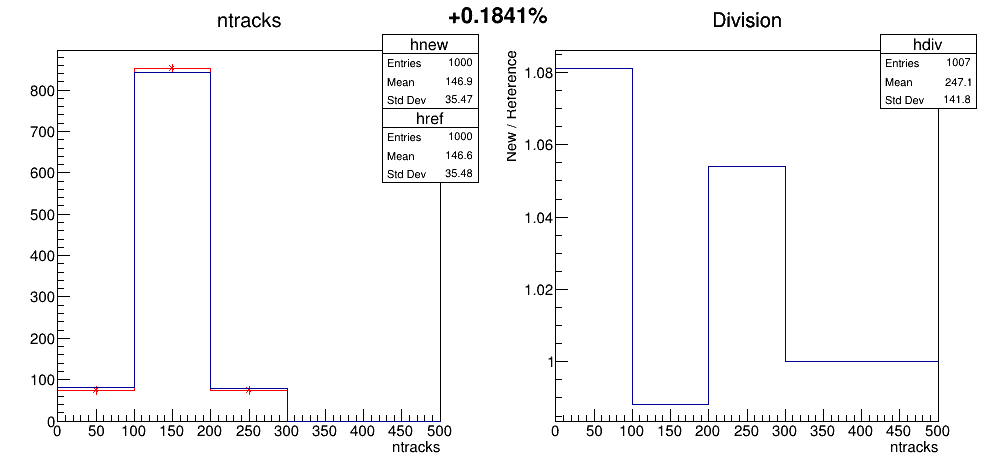 +0.1841%
ntracks
hnew
Entries 1000
Mean 146.9
Std Dev 35.47
href
Entries 1000
Mean 146.6
Std Dev 35.48
800
700
600
500
400
300
200
100
0
0 50 100 150 200 250 300 350 400 450 500
ntracks
Division
hdiv
Entries 1007
Mean 247.1
Std Dev 141.8
New / Reference
1.08
1.06
1.04
1.02
1
0 50 100 150 200 250 300 350 400 450 500
ntracks